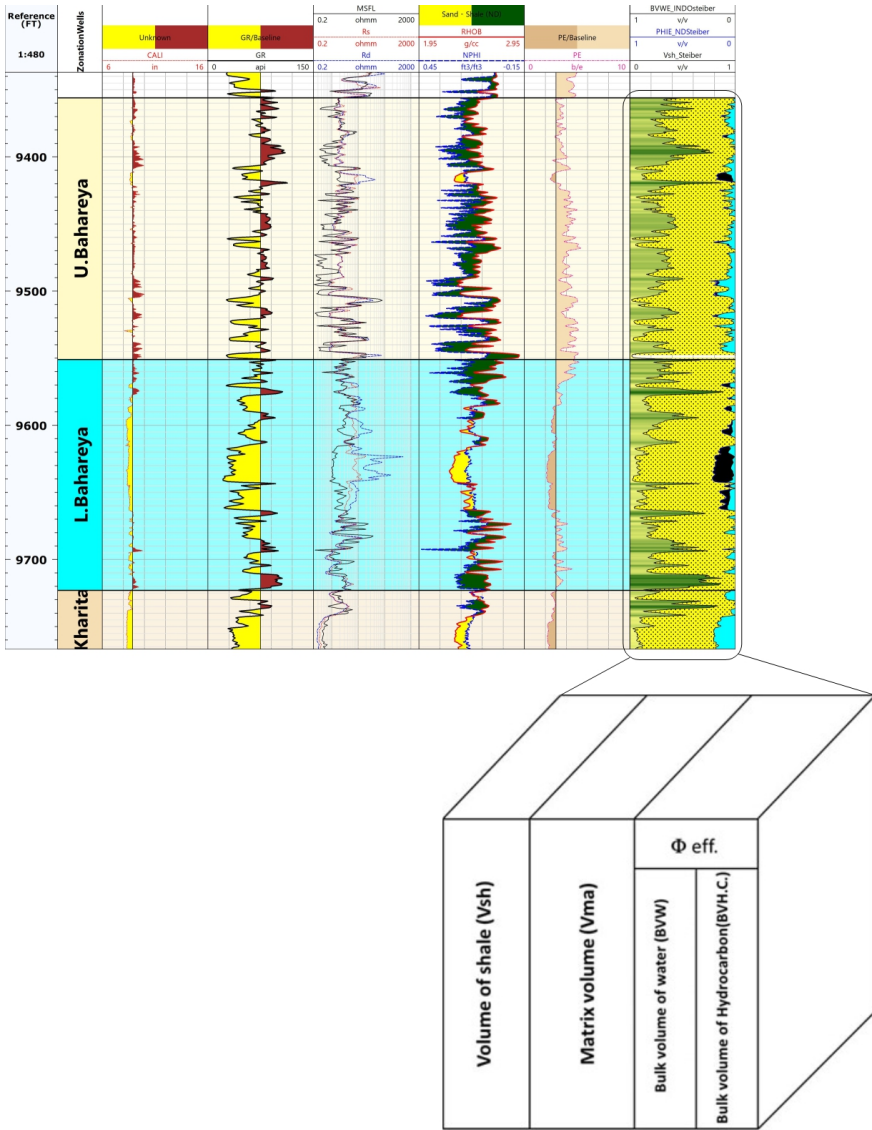 Reference
(FT)
1:480
ZonationWells
Unknown
CALI
6 in 16
GR/Baseline
GR
0 api 150
MSFL
0.2 ohmm 2000
Rs
0.2 ohmm 2000
Rd
0.2 ohmm 2000
Sand - Shale (ND)
RHOB
1.95 g/cc 2.95
NPHI
0.45 ft3/ft3 -0.15
PE/Baseline
PE
0 b/e 10
BVWE_INDOsteiber
1 v/v 0
PHIE_NDSteiber
1 v/v 0
Vsh_Steiber
0 v/v 1
9400
9500
9600
9700
U.Bahareya
L.Bahareya
Kharita
Φ eff.
Volume of shale (Vsh)
Matrix volume (Vma)
Bulk volume of water (BVW)
Bulk volume of Hydrocarbon(BVH.C.)